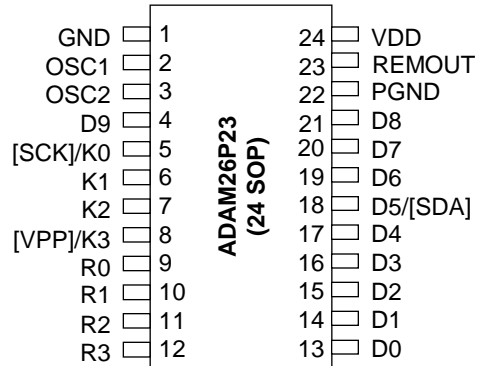 GND 1 24 VDD
OSC1 2 23 REMOUT
OSC2 3 22 PGND
D9 4 21 D8
[SCK]/K0 5 20 D7
K1 6 19 D6
K2 7 18 D5/[SDA]
[VPP]/K3 8 17 D4
R0 9 16 D3
R1 10 15 D2
R2 11 14 D1
R3 12 13 D0
ADAM26P23
(24 SOP)